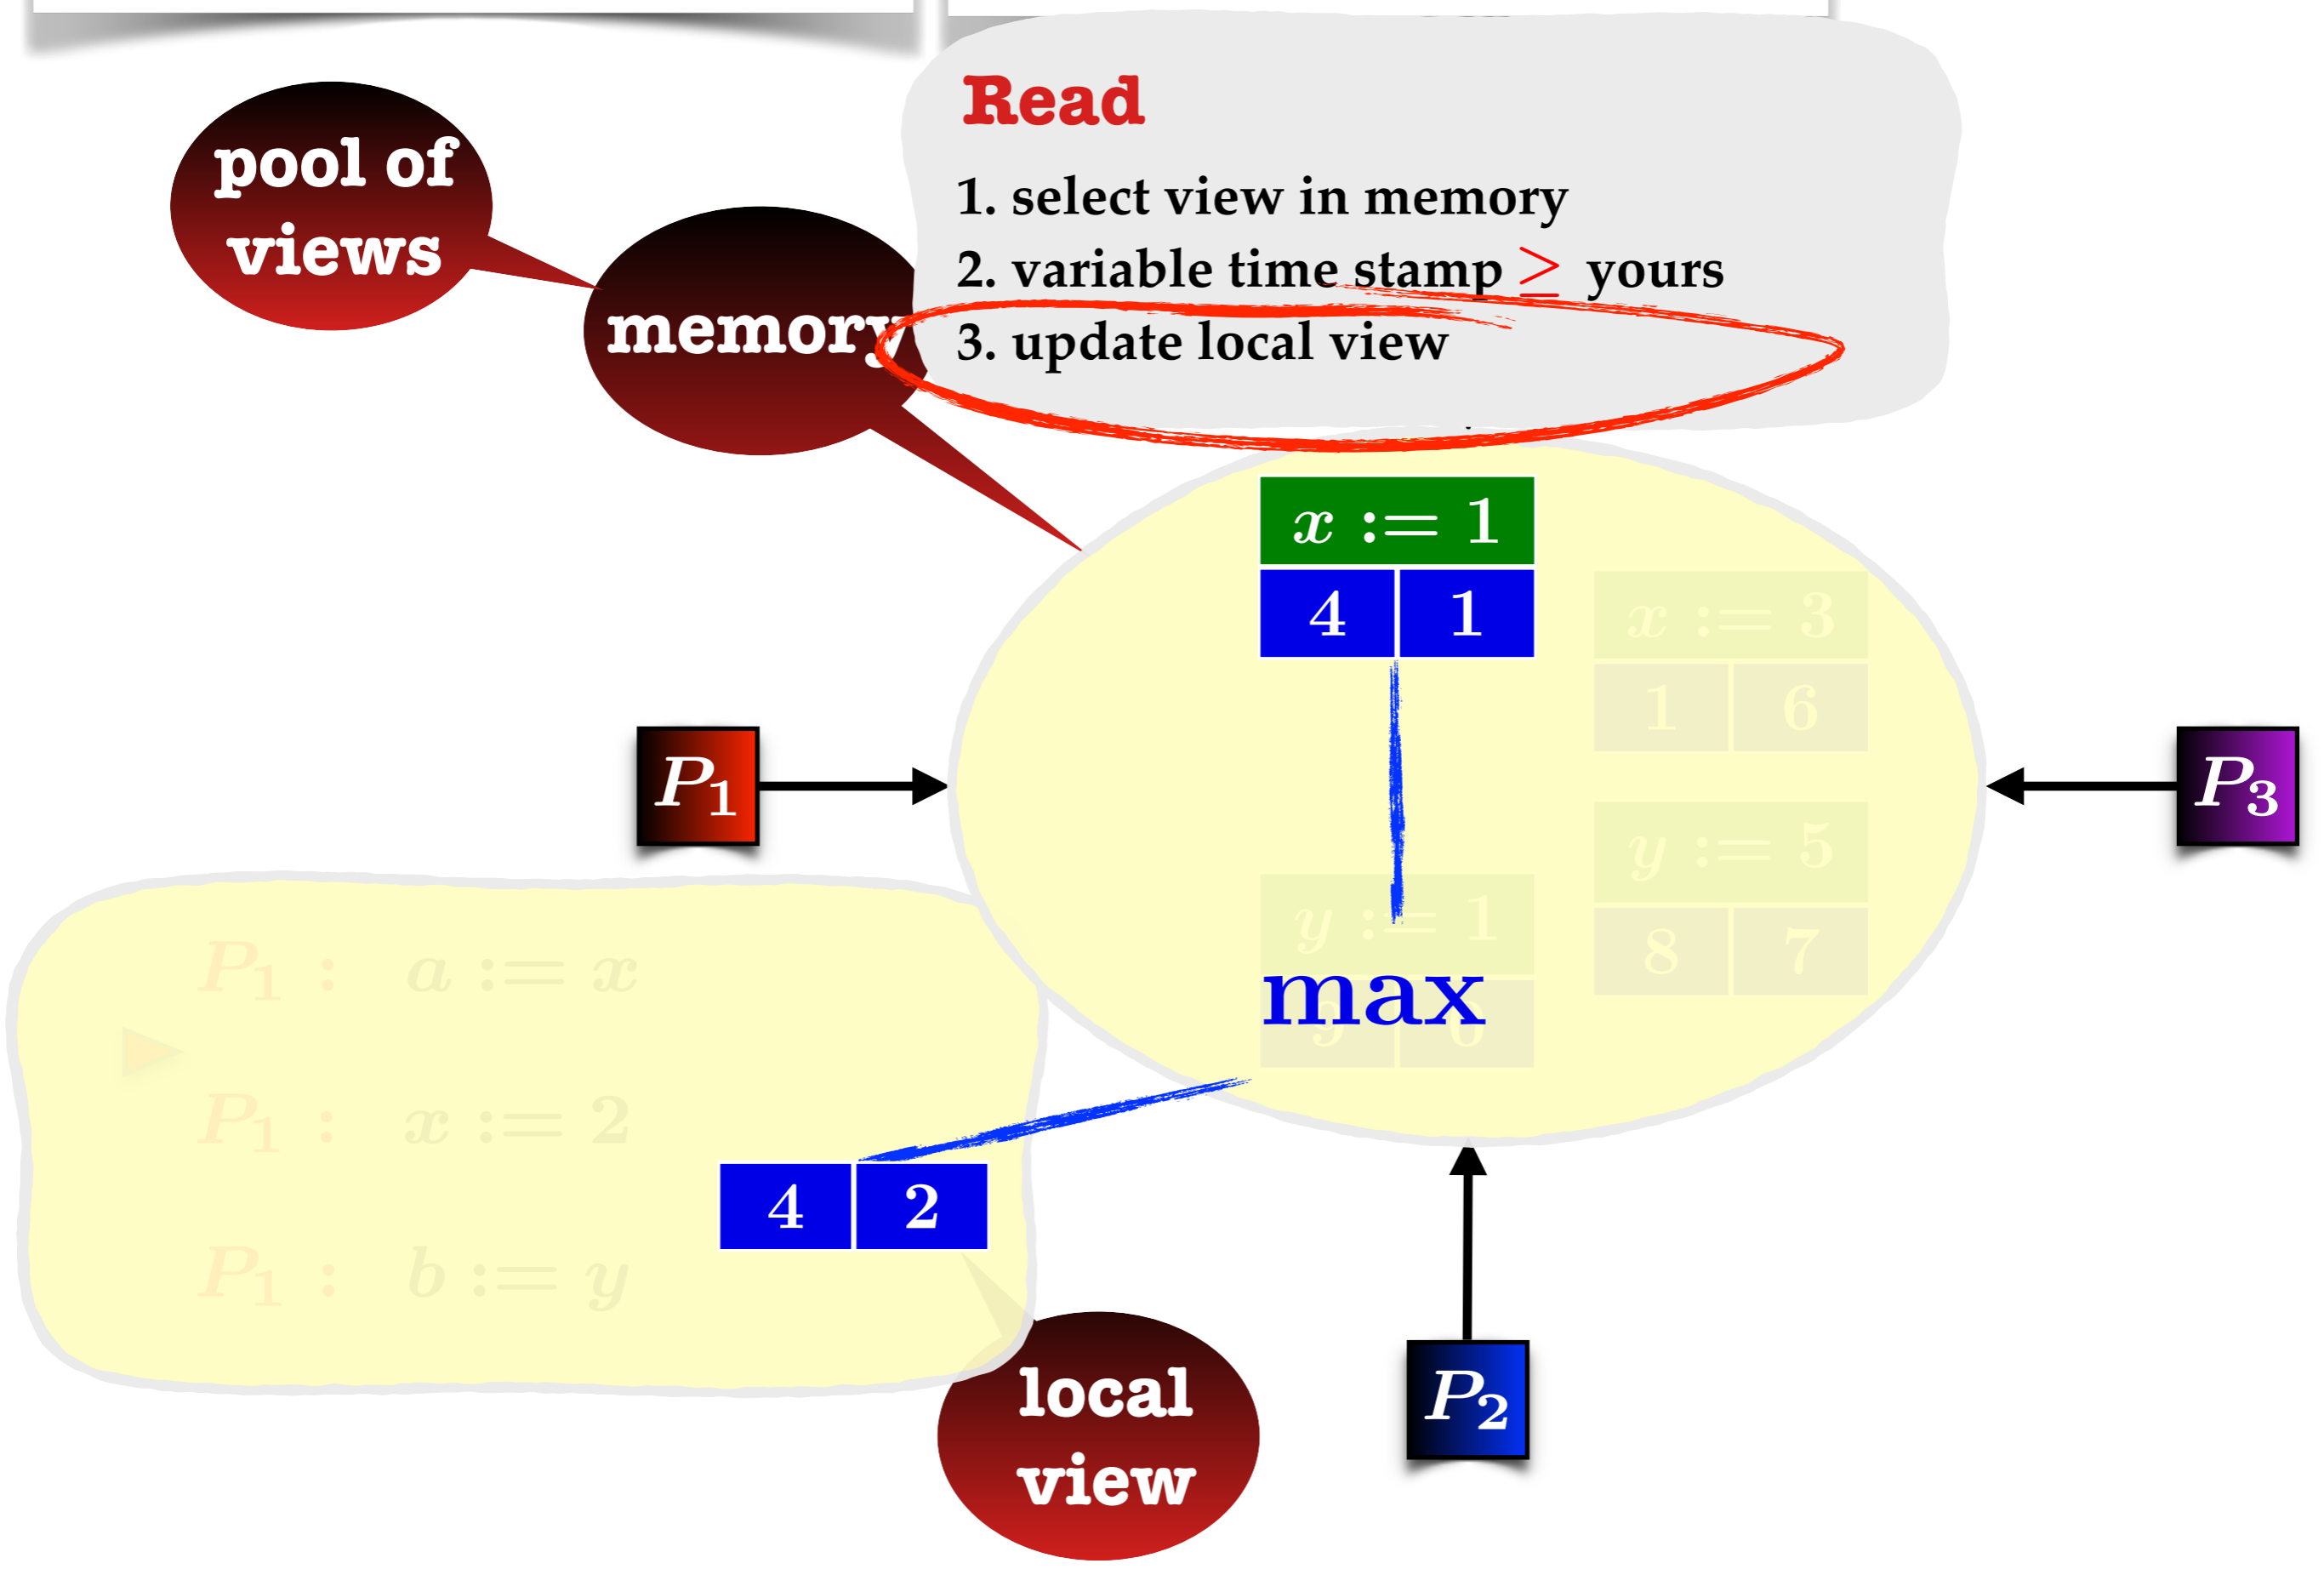 pool of
views
memory
Read
1. select view in memory
2. variable time stamp ≥ yours
3. update local view
x := 1
4 1
x := 3
1 6
P₁
P₃
y := 5
8 7
y := 1
max
P₁ : a := x
P₁ : x := 2
4 2
P₁ : b := y
local
view
P₂